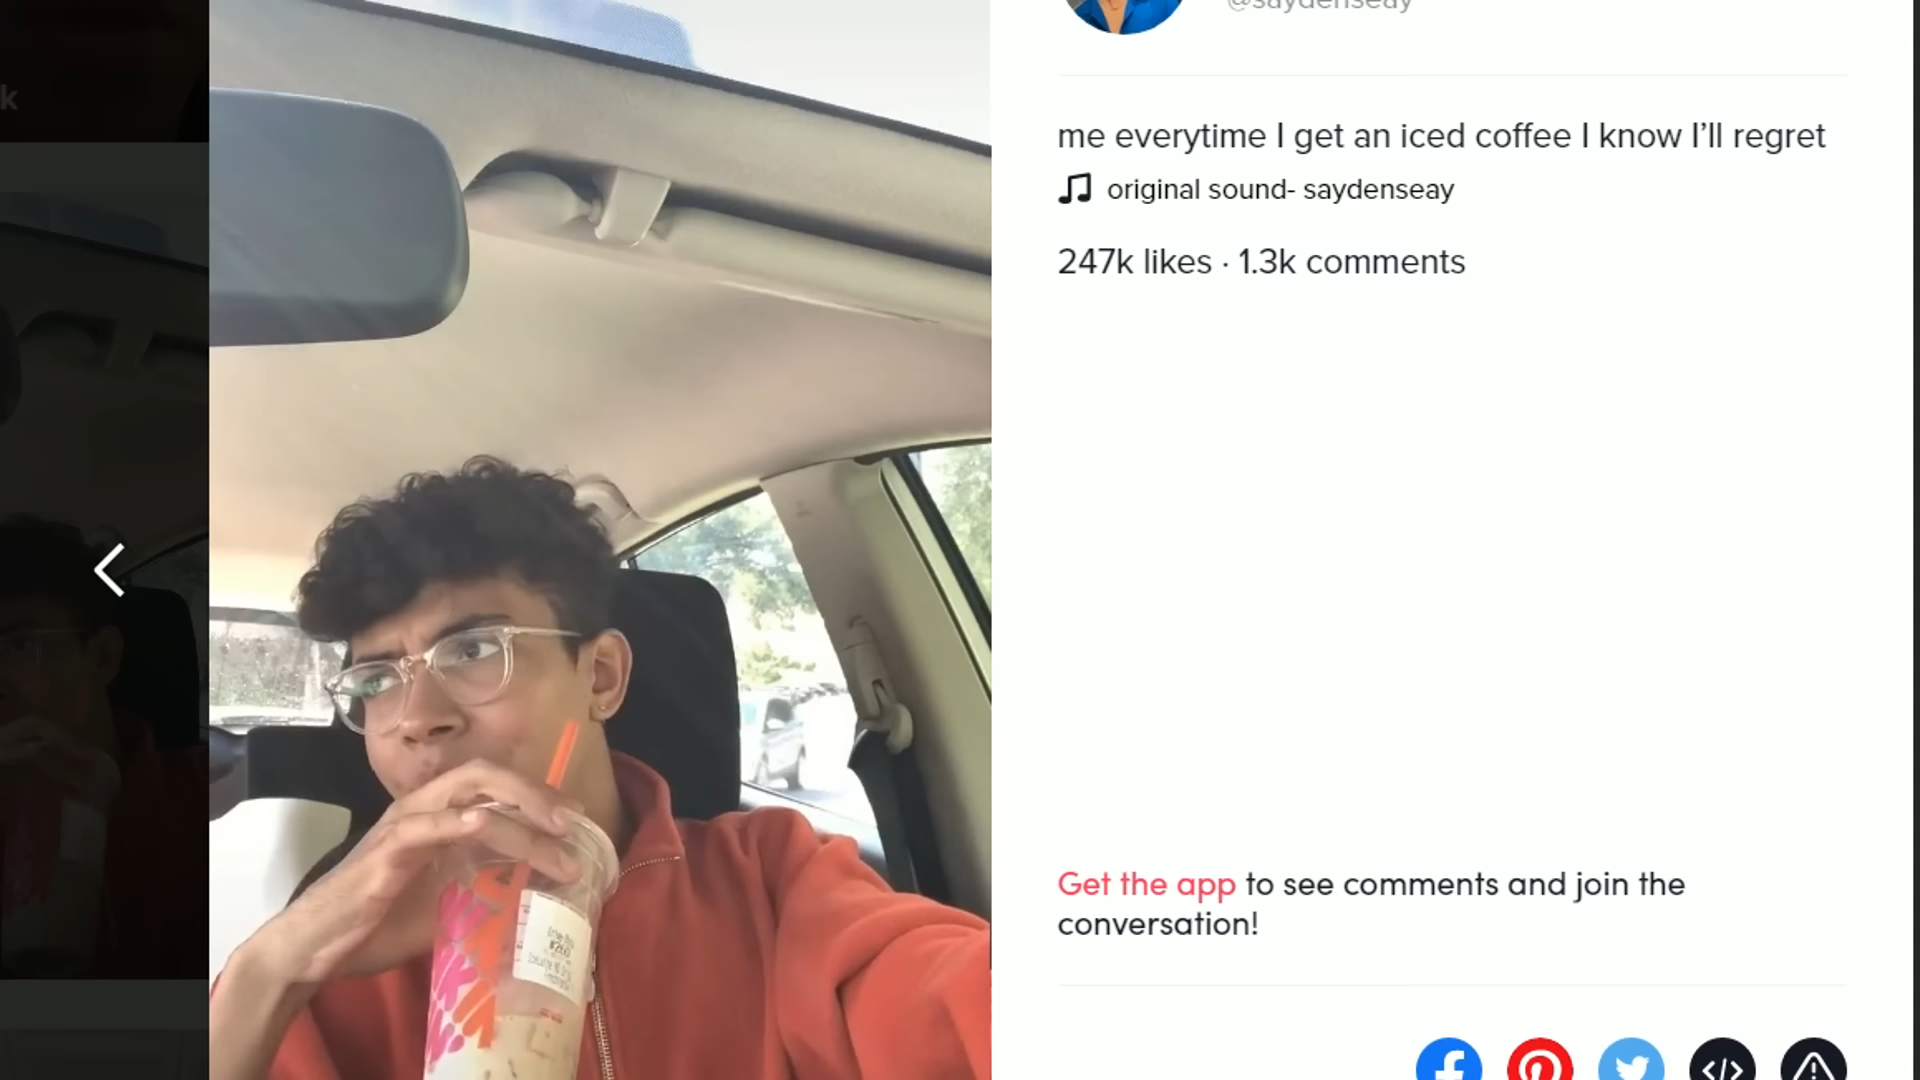 k
@saydenseay
me everytime I get an iced coffee I know I’ll regret
original sound- saydenseay
247k likes · 1.3k comments
Get the app to see comments and join the
conversation!